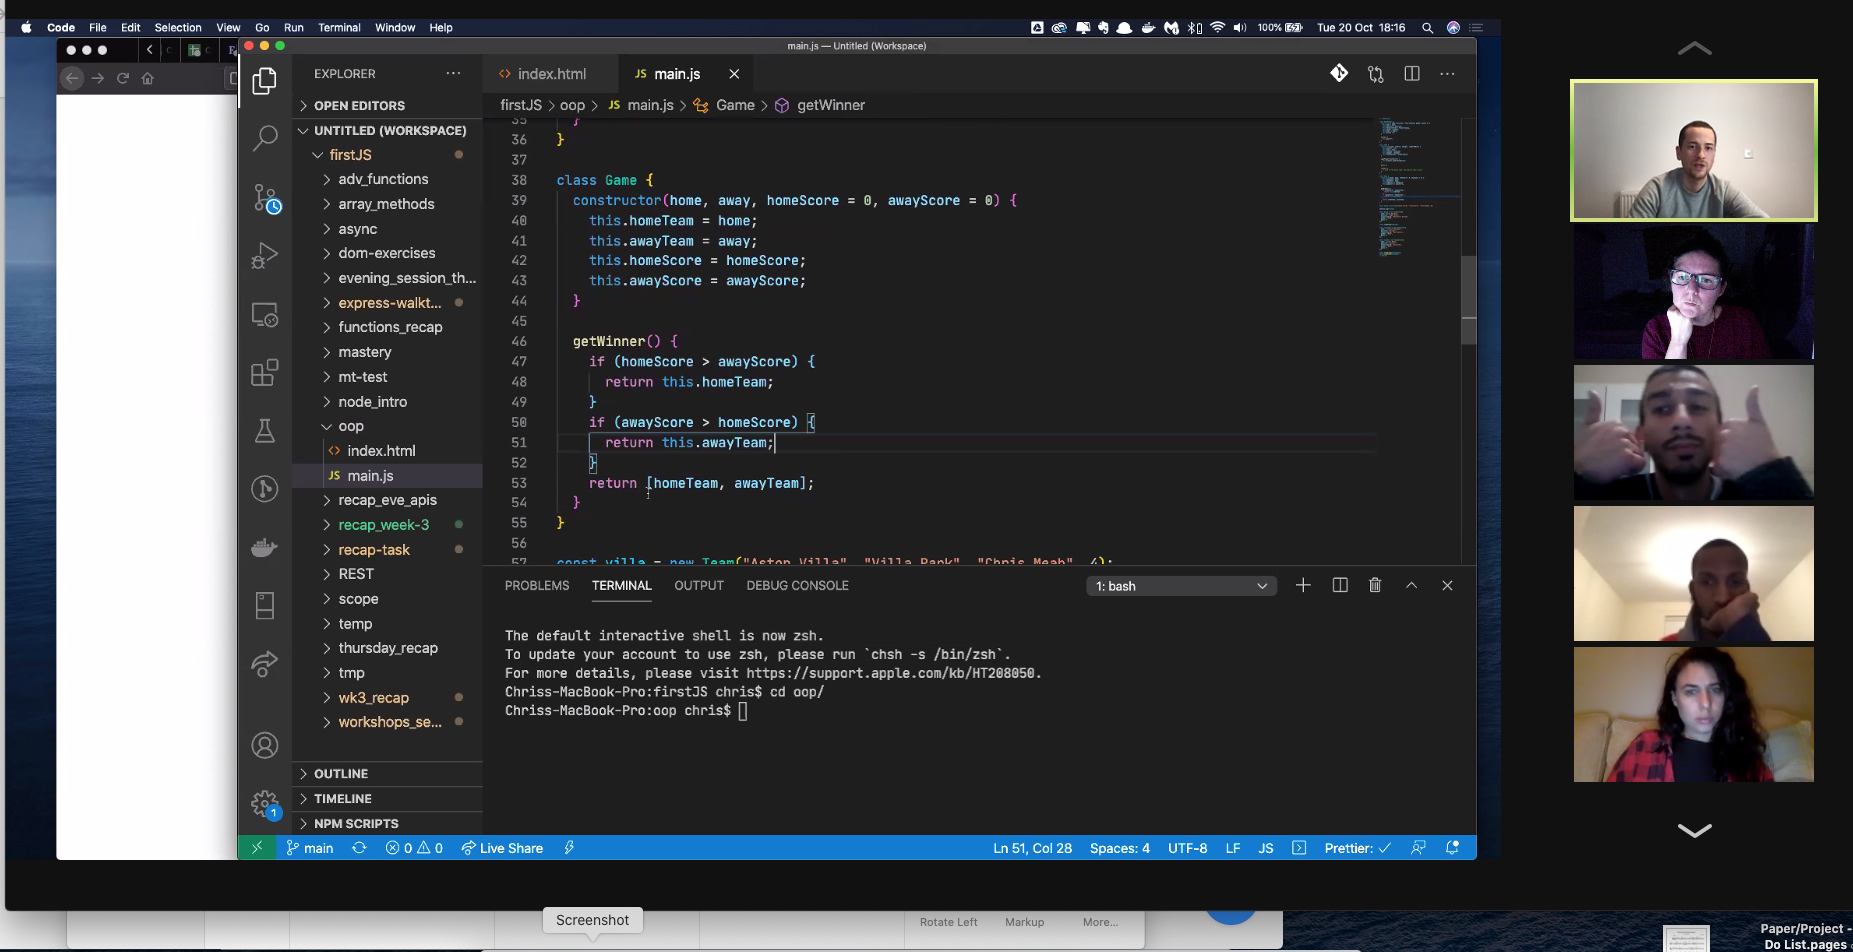 Code File Edit Selection View Go Run Terminal Window Help
100% Tue 20 Oct 18:16
main.js — Untitled (Workspace)
EXPLORER
OPEN EDITORS
UNTITLED (WORKSPACE)
firstJS
adv_functions
array_methods
async
dom-exercises
evening_session_th...
express-walkt...
functions_recap
mastery
mt-test
node_intro
oop
<> index.html
JS main.js
recap_eve_apis
recap_week-3
recap-task
REST
scope
temp
thursday_recap
tmp
wk3_recap
workshops_se...
OUTLINE
TIMELINE
NPM SCRIPTS
1
<> index.html JS main.js
firstJS > oop > JS main.js > Game > getWinner
35 }
36 }
37
38 class Game {
39 constructor(home, away, homeScore = 0, awayScore = 0) {
40 this.homeTeam = home;
41 this.awayTeam = away;
42 this.homeScore = homeScore;
43 this.awayScore = awayScore;
44 }
45
46 getWinner() {
47 if (homeScore > awayScore) {
48 return this.homeTeam;
49 }
50 if (awayScore > homeScore) {
51 return this.awayTeam;
52 }
53 return [homeTeam, awayTeam];
54 }
55 }
56
57 const villa = new Team("Aston Villa", "Villa Park", "Chris Meah", 4);
PROBLEMS TERMINAL OUTPUT DEBUG CONSOLE 1: bash
The default interactive shell is now zsh.
To update your account to use zsh, please run `chsh -s /bin/zsh`.
For more details, please visit https://support.apple.com/kb/HT208050.
Chriss-MacBook-Pro:firstJS chris$ cd oop/
Chriss-MacBook-Pro:oop chris$
main 0 0 Live Share Ln 51, Col 28 Spaces: 4 UTF-8 LF JS Prettier: ✓
Screenshot
Rotate Left Markup More...
Paper/Project -
Do List.pages